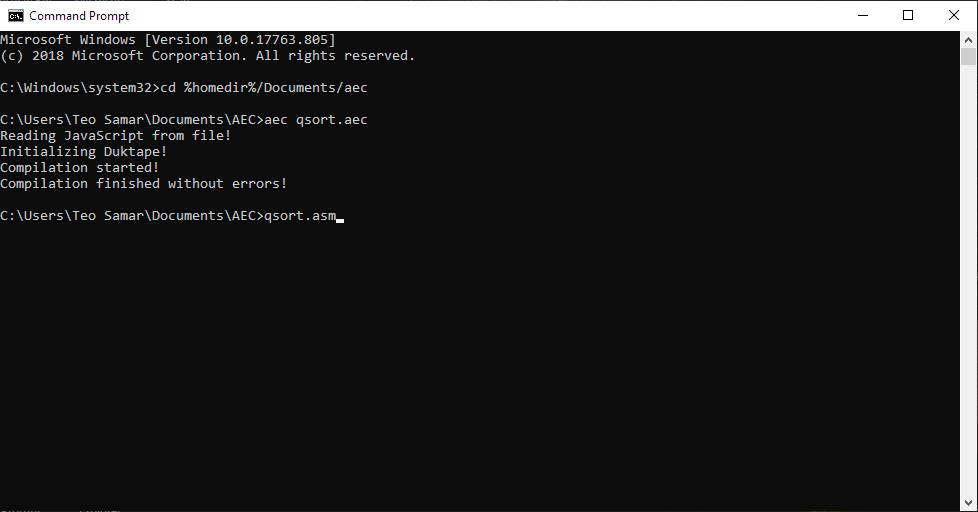 Command Prompt
Microsoft Windows [Version 10.0.17763.805]
(c) 2018 Microsoft Corporation. All rights reserved.
C:\Windows\system32>cd %homedir%/Documents/aec
C:\Users\Teo Samar\Documents\AEC>aec qsort.aec
Reading JavaScript from file!
Initializing Duktape!
Compilation started!
Compilation finished without errors!
C:\Users\Teo Samar\Documents\AEC>qsort.asm